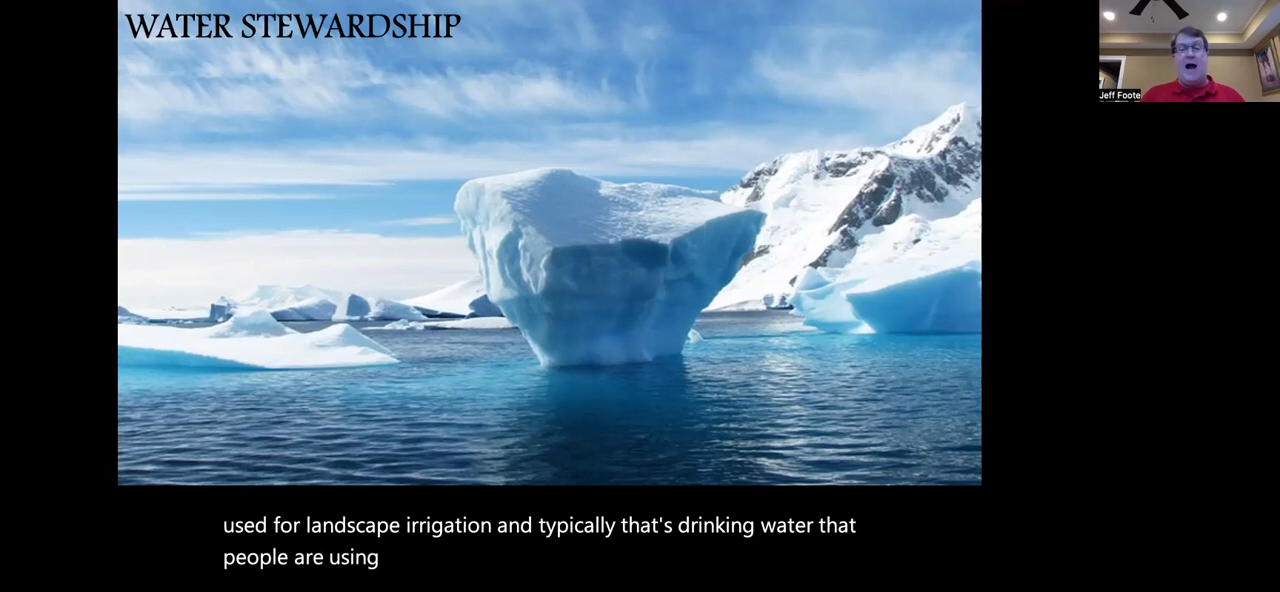 WATER STEWARDSHIP
Jeff Foote
used for landscape irrigation and typically that's drinking water that
people are using